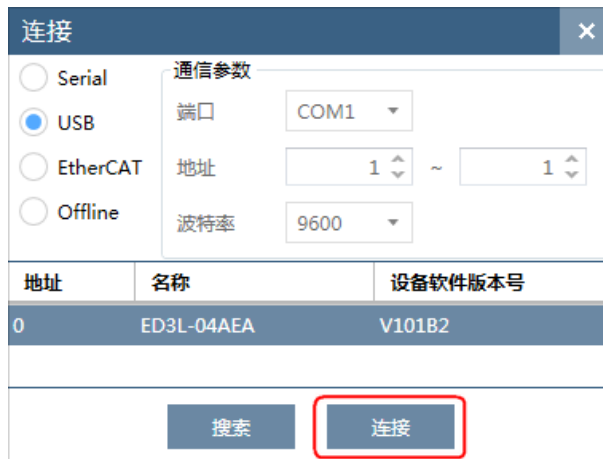 连接
Serial
USB
EtherCAT
Offline
通信参数
端口 COM1
地址 1 ~ 1
波特率 9600
地址 名称 设备软件版本号
0 ED3L-04AEA V101B2
搜索 连接